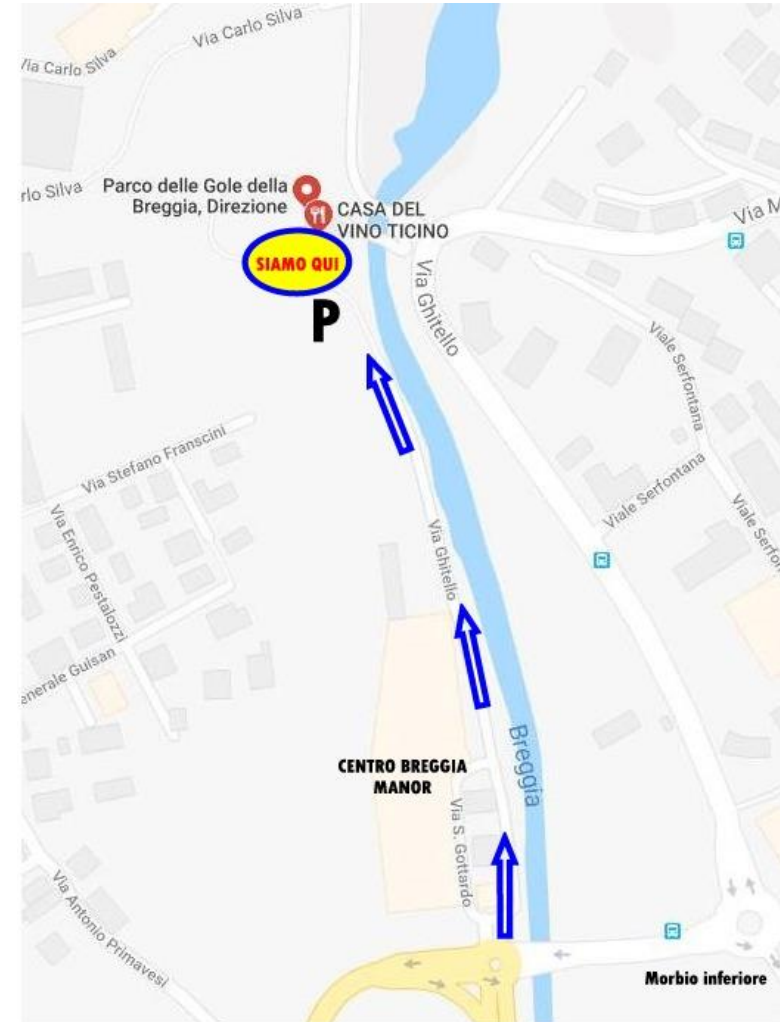 Via Carlo Silva
Via Carlo Silva
rlo Silva
Parco delle Gole della
Breggia, Direzione
CASA DEL
VINO TICINO
SIAMO QUI
P
Via M
Via Ghitello
Viale Serfontana
Via Stefano Franscini
Viale Serfontana
Viale Serfon
Via Enrico Pestalozzi
Via Ghitello
enerale Guisan
Breggia
CENTRO BREGGIA
MANOR
Via S. Gottardo
Via Antonio Primavesi
Morbio inferiore